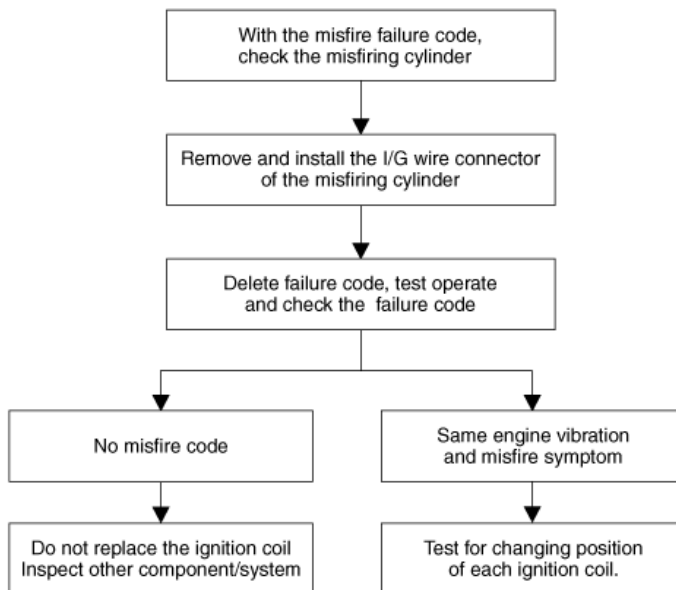 With the misfire failure code,
check the misfiring cylinder
Remove and install the I/G wire connector
of the misfiring cylinder
Delete failure code, test operate
and check the failure code
No misfire code
Same engine vibration
and misfire symptom
Do not replace the ignition coil
Inspect other component/system
Test for changing position
of each ignition coil.